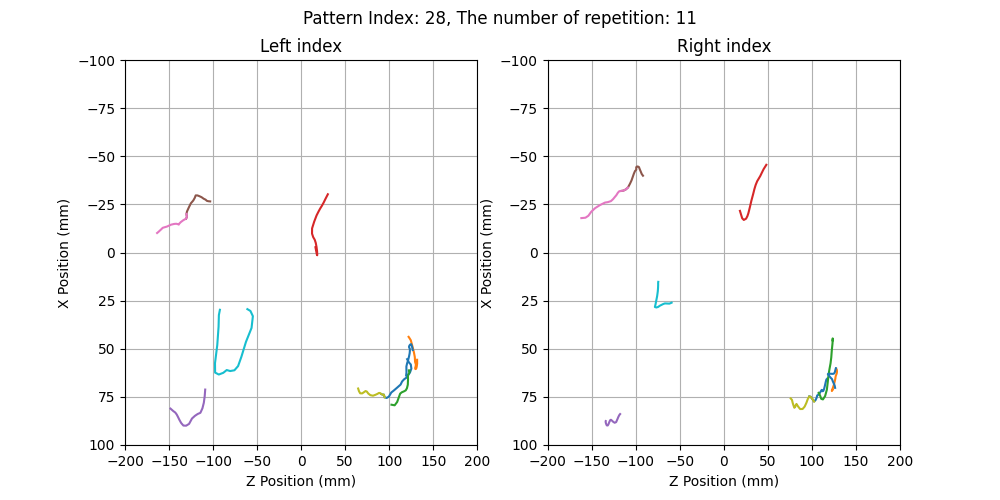 Pattern Index: 28, The number of repetition: 11
Left index
Right index
−100
−75
−50
−25
0
25
50
75
100
−200 −150 −100 −50 0 50 100 150 200
Z Position (mm)
X Position (mm)
−100
−75
−50
−25
0
25
50
75
100
−200 −150 −100 −50 0 50 100 150 200
Z Position (mm)
X Position (mm)